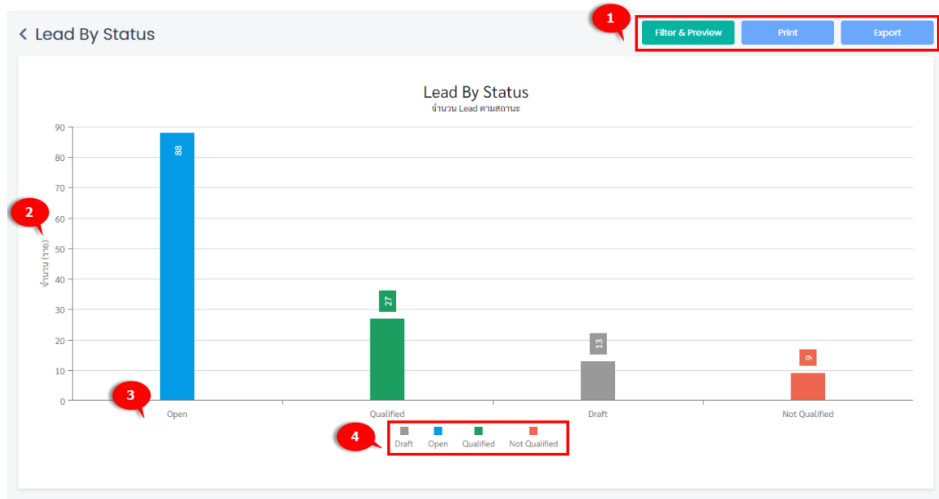 1
< Lead By Status
Filter & Preview
Print
Export
Lead By Status
จำนวน Lead ตามสถานะ
90
80
70
60
50
40
30
20
10
0
2
จำนวน (ราย)
88
27
13
9
3
Open
Qualified
Draft
Not Qualified
4
Draft
Open
Qualified
Not Qualified